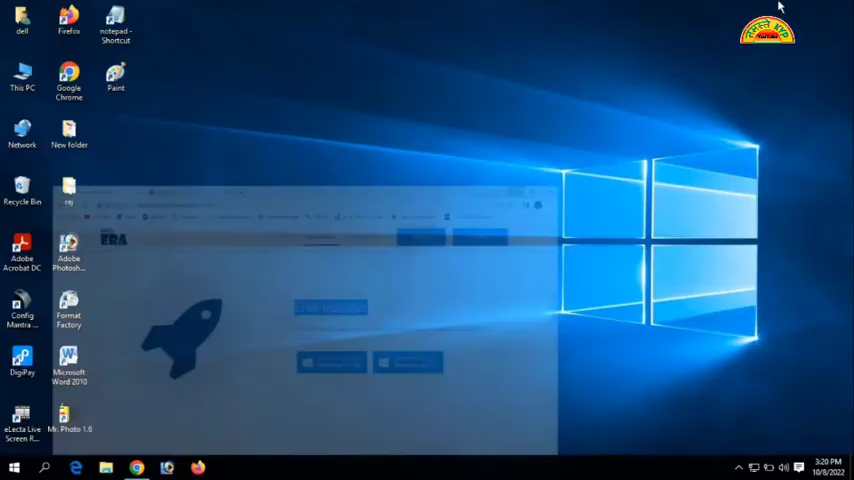 dell
Firefox
notepad -
Shortcut
नमस्ते KYP
This PC
Google
Chrome
Paint
Network
New folder
Recycle Bin
raj
ERA
Adobe
Acrobat DC
Adobe
Photosh...
Config
Mantra ...
Format
Factory
DigiPay
Microsoft
Word 2010
eLecta Live
Screen R...
Mr. Photo 1.6
3:20 PM
10/8/2022